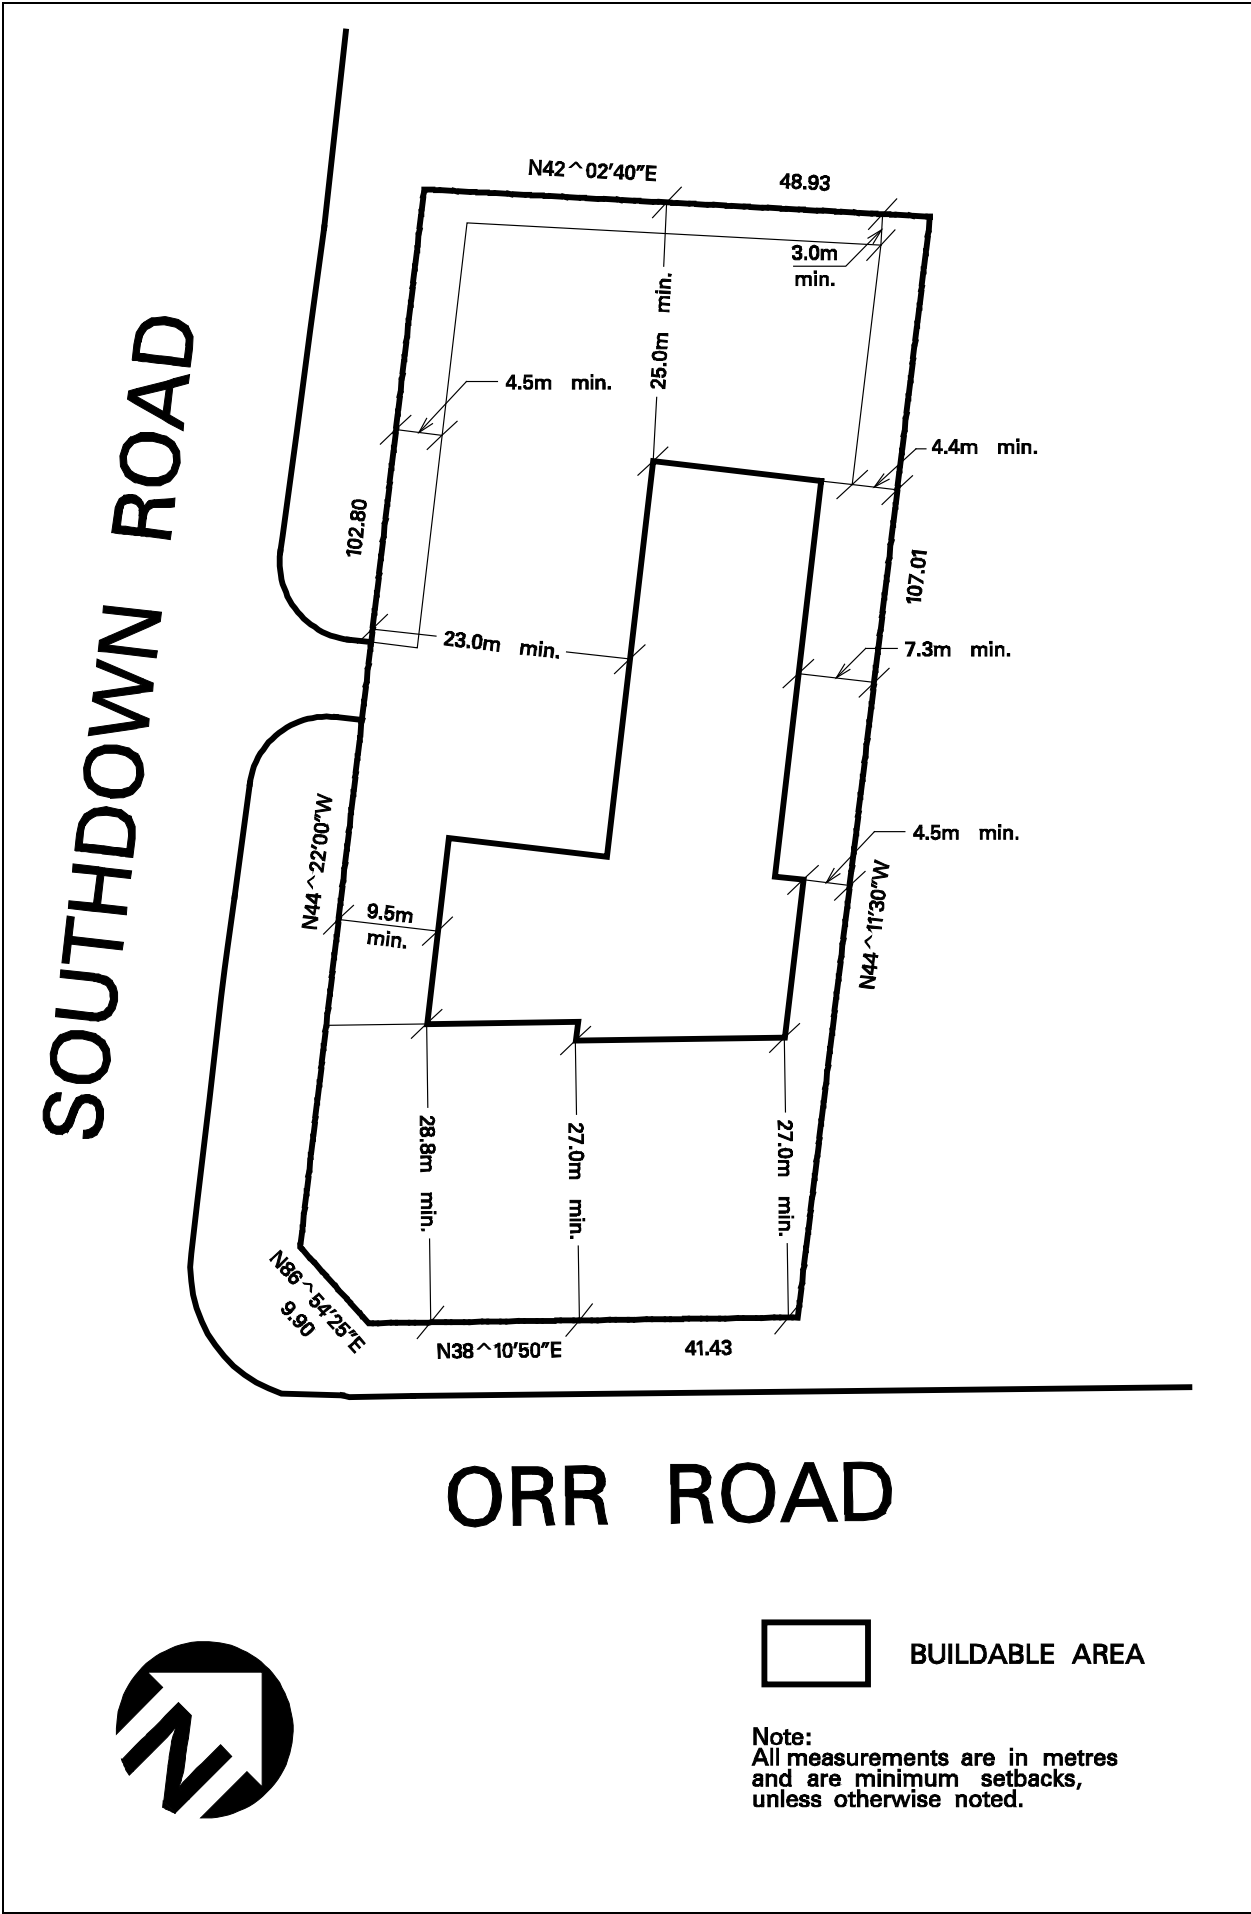 N42^02'40"E
48.93
3.0m
min.
25.0m min.
4.5m min.
4.4m min.
102.80
107.01
23.0m min.
7.3m min.
SOUTHDOWN ROAD
N44^22'00"W
4.5m min.
9.5m
min.
N44^11'30"W
28.8m min.
27.0m min.
27.0m min.
N86^54'25"E
9.90
N38^10'50"E
41.43
ORR ROAD
N
BUILDABLE AREA
Note:
All measurements are in metres
and are minimum setbacks,
unless otherwise noted.